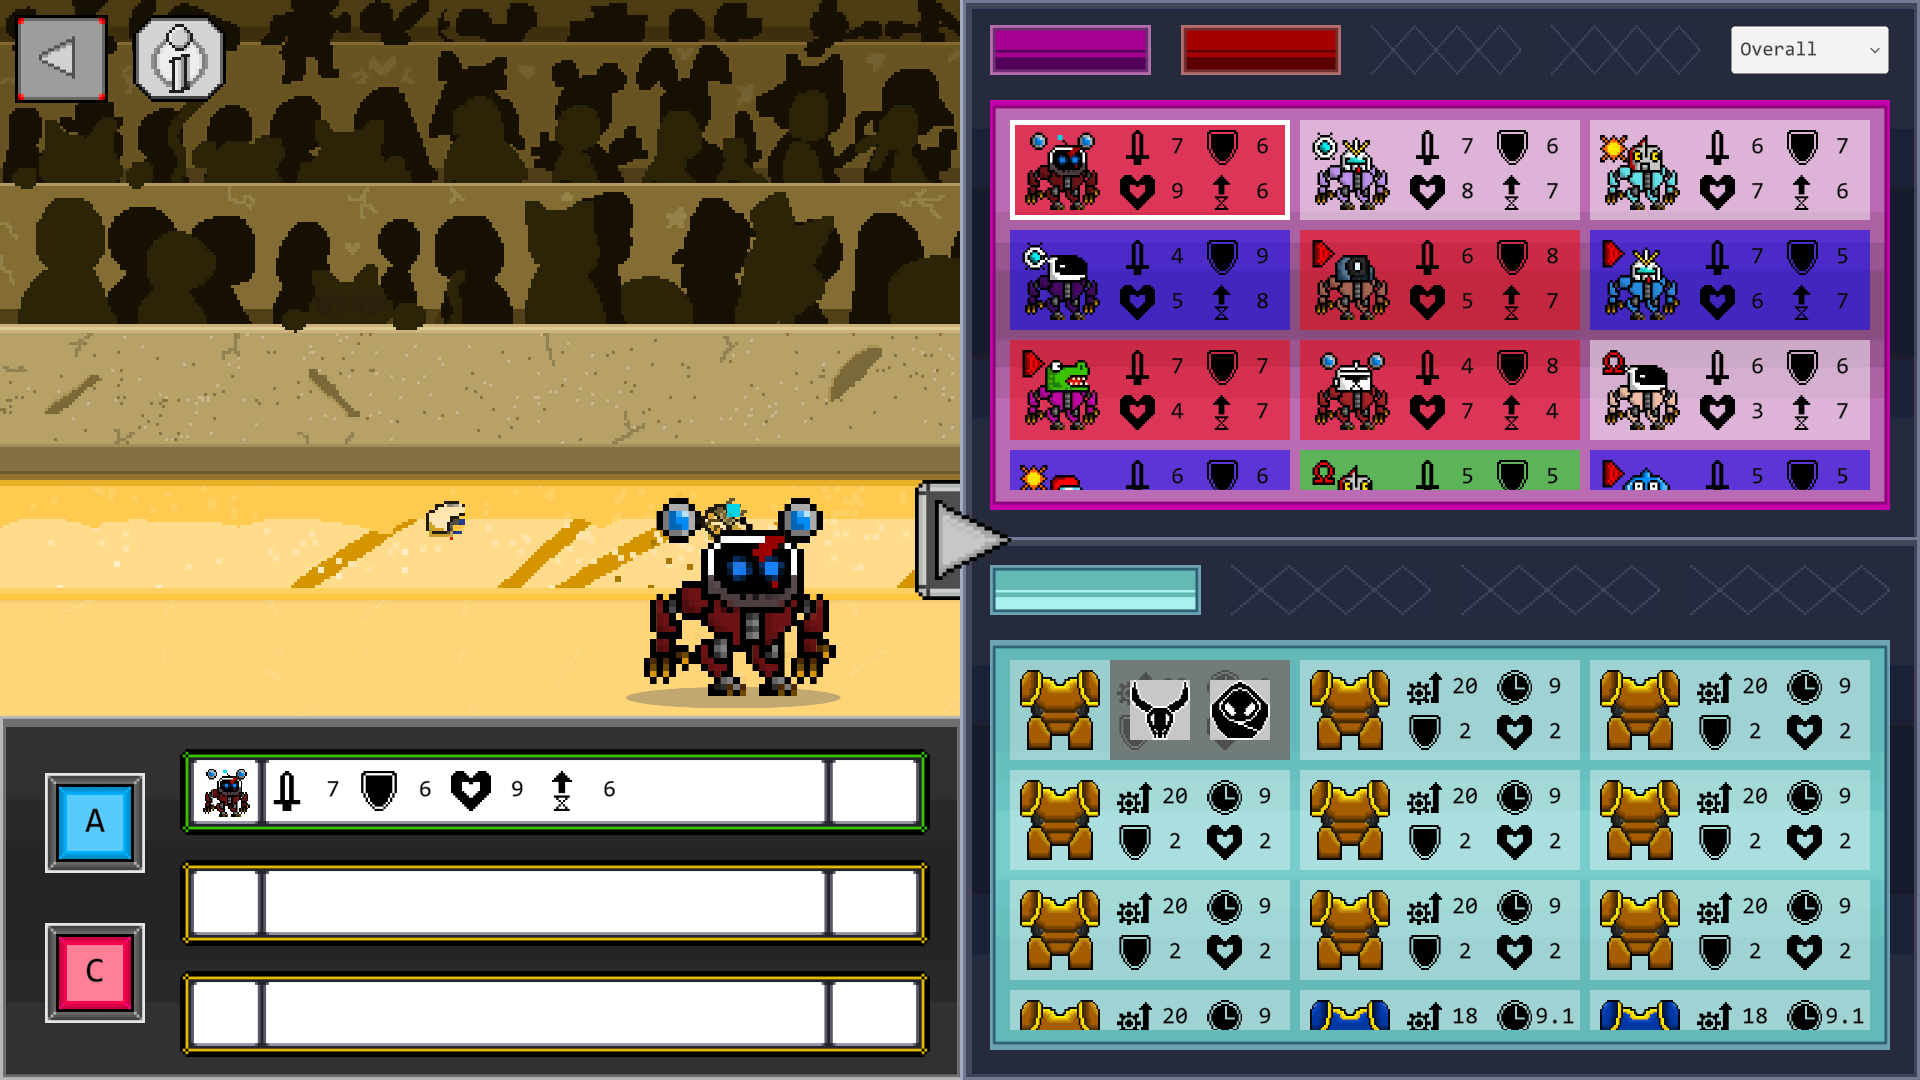 Overall
7 6 7 6 6 7
9 6 8 7 7 6
4 9 6 8 7 5
5 8 5 7 6 7
7 7 4 8 6 6
4 7 7 4 3 7
6 6 5 5 5 5
A
7 6 9 6
C
20 9 20 9
2 2 2 2
20 9 20 9 20 9
2 2 2 2 2 2
20 9 20 9 20 9
2 2 2 2 2 2
20 9 18 9.1 18 9.1